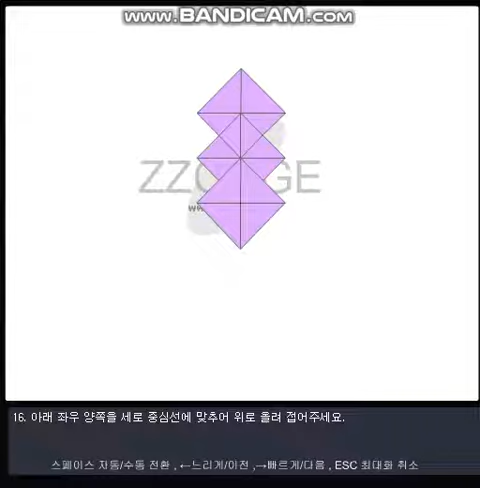 www.BANDICAM.com
16. 아래 좌우 양쪽을 세로 중심선에 맞추어 위로 올려 접어주세요.
스페이스 자동/수동 전환 , ←느리게/이전 ,→빠르게/다음 , ESC 최대화 취소